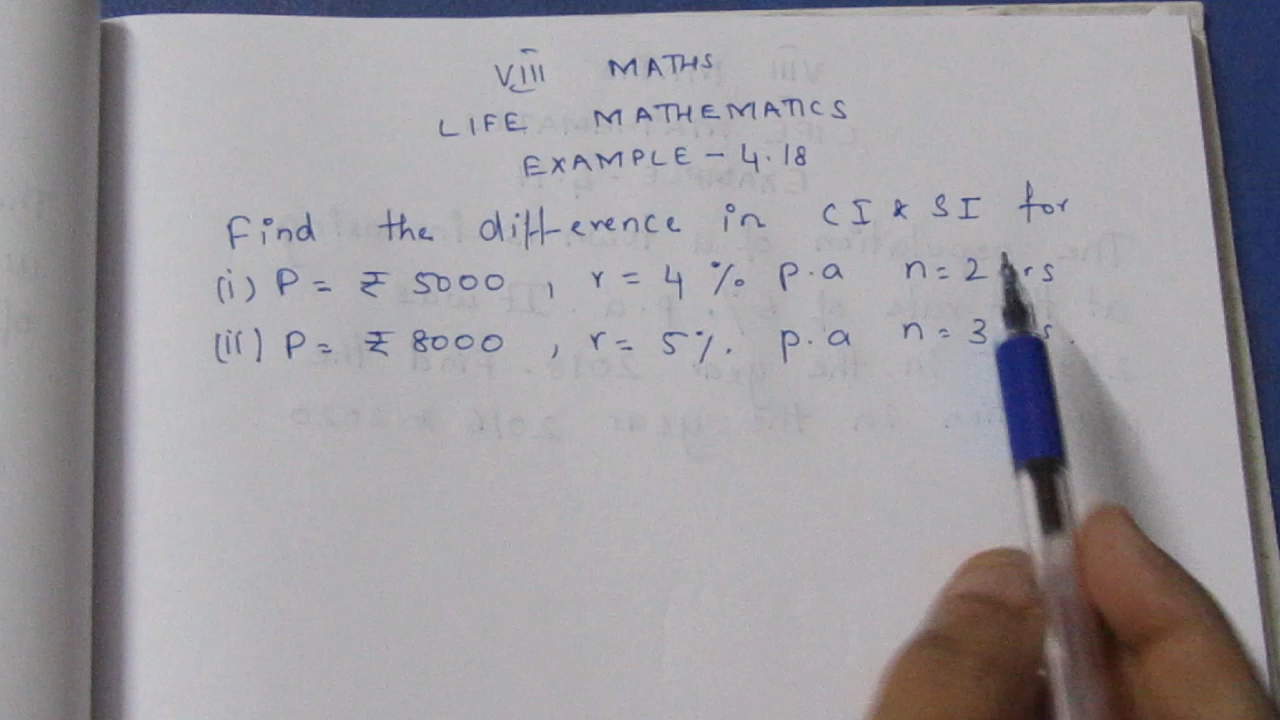 VIII MATHS
LIFE MATHEMATICS
EXAMPLE - 4.18
Find the difference in CI & SI for
(i) P = ₹ 5000, r = 4 % p.a n = 2
(ii) P = ₹ 8000, r = 5%. p.a n = 3